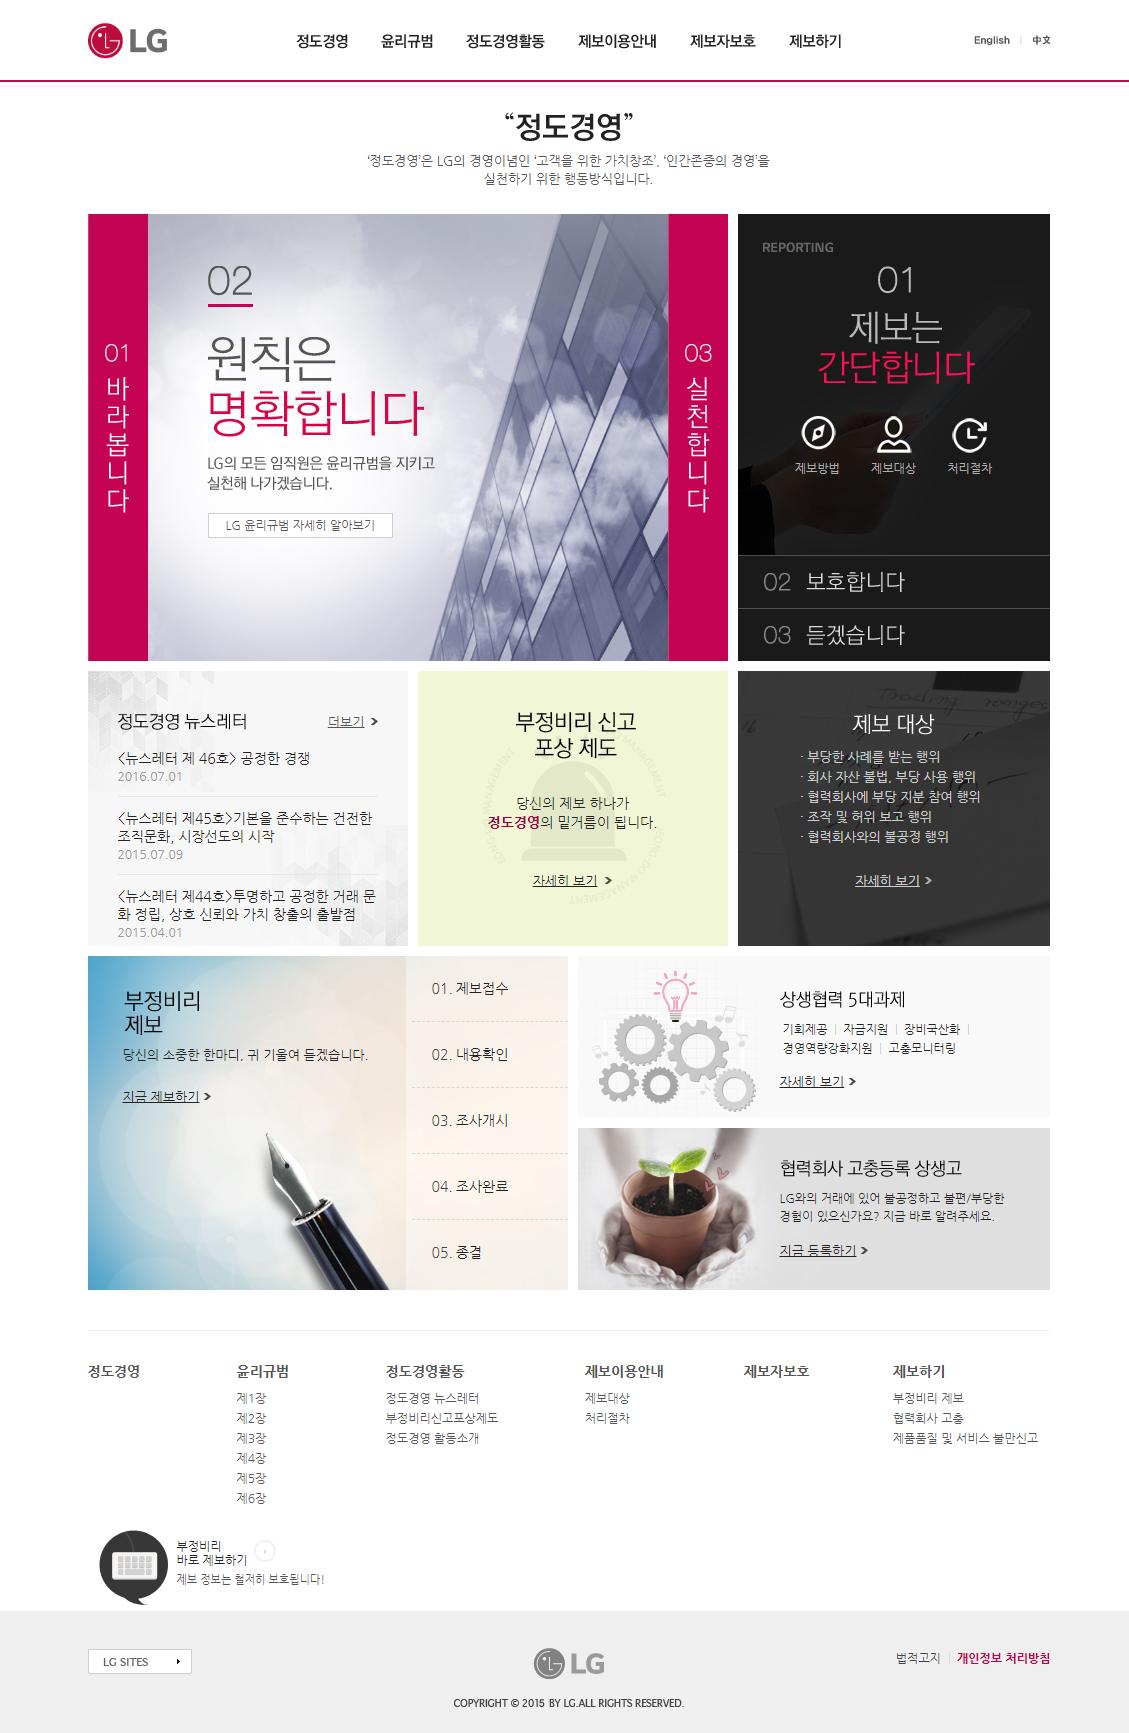 LG
정도경영
윤리규범
정도경영활동
제보이용안내
제보자보호
제보하기
English
中文
“정도경영”
‘정도경영’은 LG의 경영이념인 ‘고객을 위한 가치창조’, ‘인간존중의 경영’을
실천하기 위한 행동방식입니다.
01
바라봅니다
02
원칙은
명확합니다
LG의 모든 임직원은 윤리규범을 지키고
실천해 나가겠습니다.
LG 윤리규범 자세히 알아보기
03
실천합니다
REPORTING
01
제보는
간단합니다
제보방법
제보대상
처리절차
02 보호합니다
03 듣겠습니다
정도경영 뉴스레터
더보기
<뉴스레터 제 46호> 공정한 경쟁
2016.07.01
<뉴스레터 제45호>기본을 준수하는 건전한
조직문화, 시장선도의 시작
2015.07.09
<뉴스레터 제44호>투명하고 공정한 거래 문
화 정립, 상호 신뢰와 가치 창출의 출발점
2015.04.01
부정비리 신고
포상 제도
당신의 제보 하나가
정도경영의 밑거름이 됩니다.
자세히 보기
제보 대상
· 부당한 사례를 받는 행위
· 회사 자산 불법, 부당 사용 행위
· 협력회사에 부당 지분 참여 행위
· 조작 및 허위 보고 행위
· 협력회사와의 불공정 행위
자세히 보기
부정비리
제보
당신의 소중한 한마디, 귀 기울여 듣겠습니다.
지금 제보하기
01. 제보접수
02. 내용확인
03. 조사개시
04. 조사완료
05. 종결
상생협력 5대과제
기회제공 | 자금지원 | 장비국산화 |
경영역량강화지원 | 고충모니터링
자세히 보기
협력회사 고충등록 상생고
LG와의 거래에 있어 불공정하고 불편/부당한
경험이 있으신가요? 지금 바로 알려주세요.
지금 등록하기
정도경영
윤리규범
제1장
제2장
제3장
제4장
제5장
제6장
정도경영활동
정도경영 뉴스레터
부정비리신고포상제도
정도경영 활동소개
제보이용안내
제보대상
처리절차
제보자보호
제보하기
부정비리 제보
협력회사 고충
제품품질 및 서비스 불만신고
부정비리
바로 제보하기
제보 정보는 철저히 보호됩니다!
LG SITES
LG
법적고지
개인정보 처리방침
COPYRIGHT © 2015 BY LG.ALL RIGHTS RESERVED.